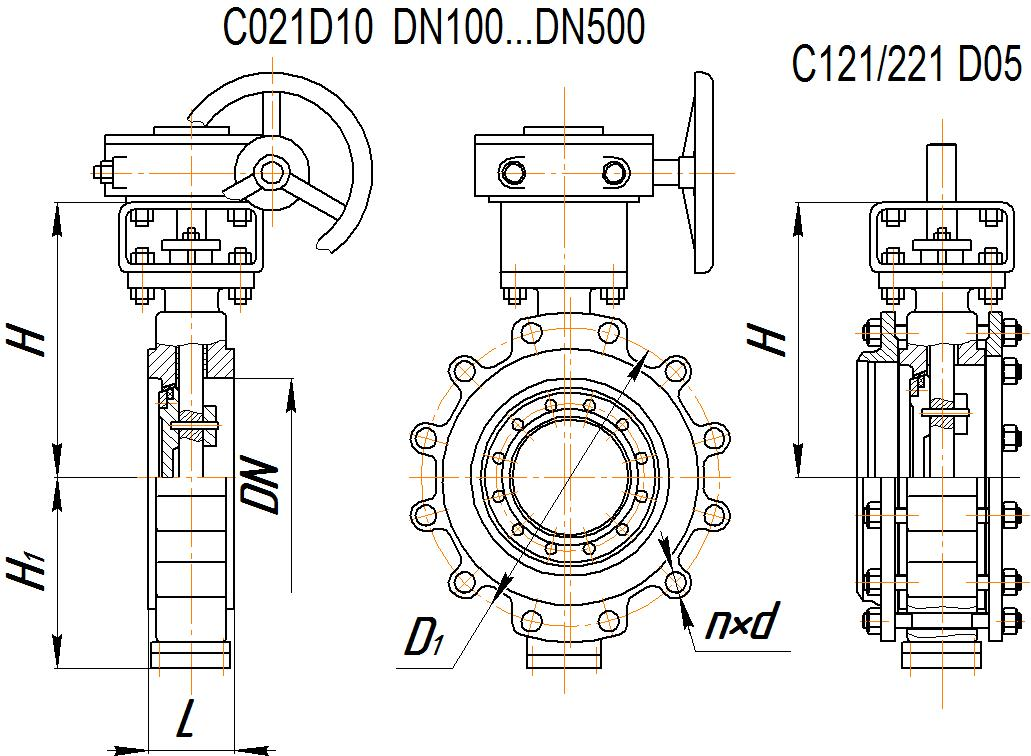 C021D10 DN100...DN500
C121/221 D05
H
H
DN
H1
D1
n×d
L